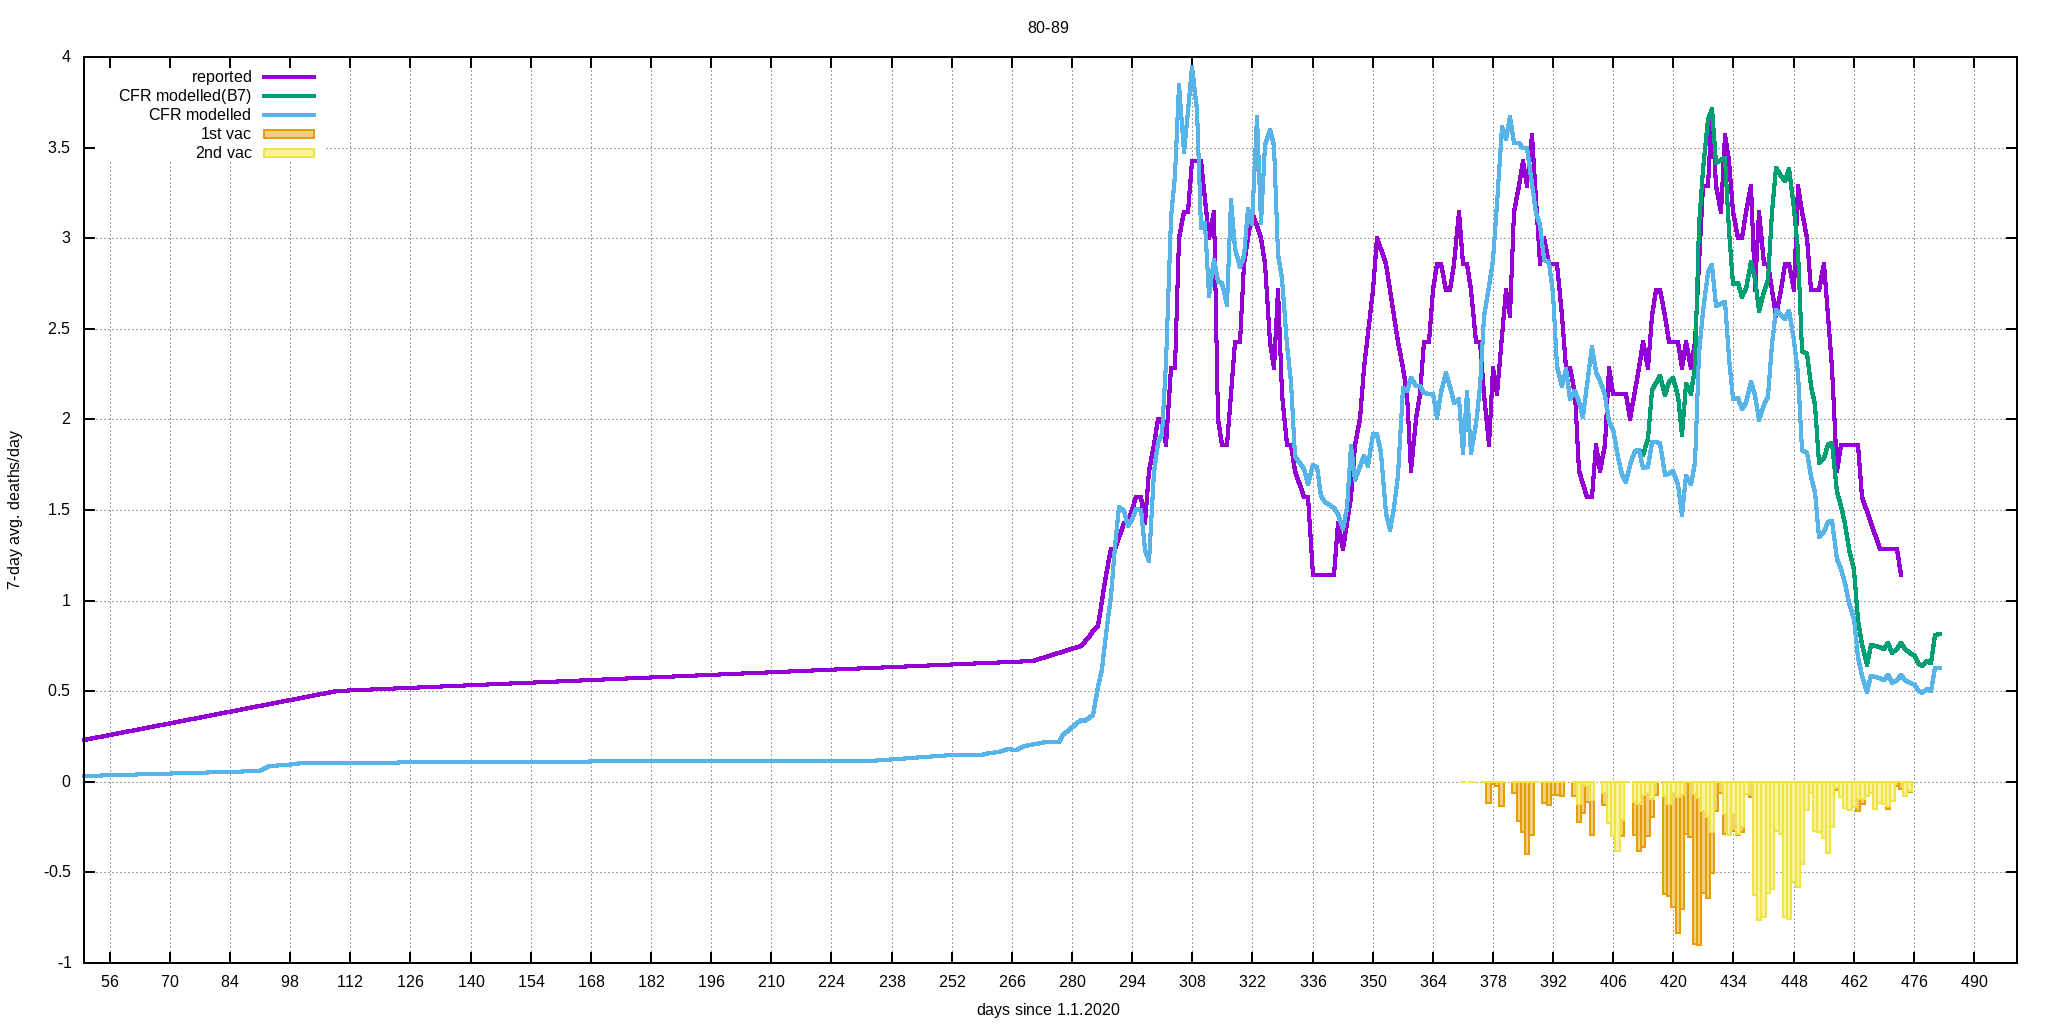 80-89
4
3.5
3
2.5
2
1.5
1
0.5
0
-0.5
-1
reported
CFR modelled(B7)
CFR modelled
1st vac
2nd vac
7-day avg. deaths/day
56 70 84 98 112 126 140 154 168 182 196 210 224 238 252 266 280 294 308 322 336 350 364 378 392 406 420 434 448 462 476 490
days since 1.1.2020